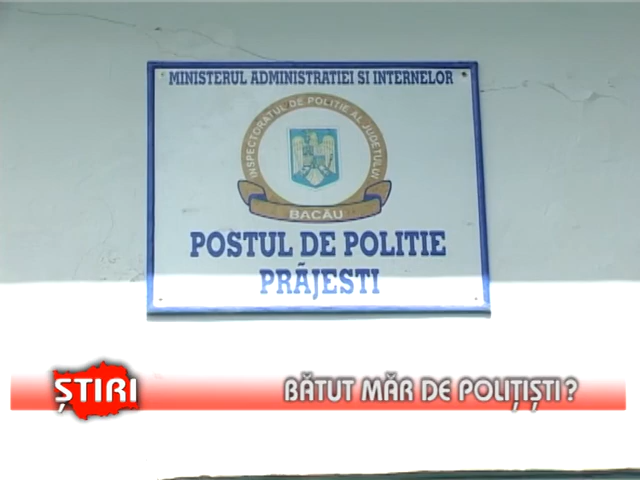 MINISTERUL ADMINISTRATIEI SI INTERNELOR
INSPECTORATUL DE POLITIE AL JUDETULUI
BACĂU
POSTUL DE POLITIE
PRĂJESTI
ȘTIRI
BĂTUT MĂR DE POLIȚIȘTI?